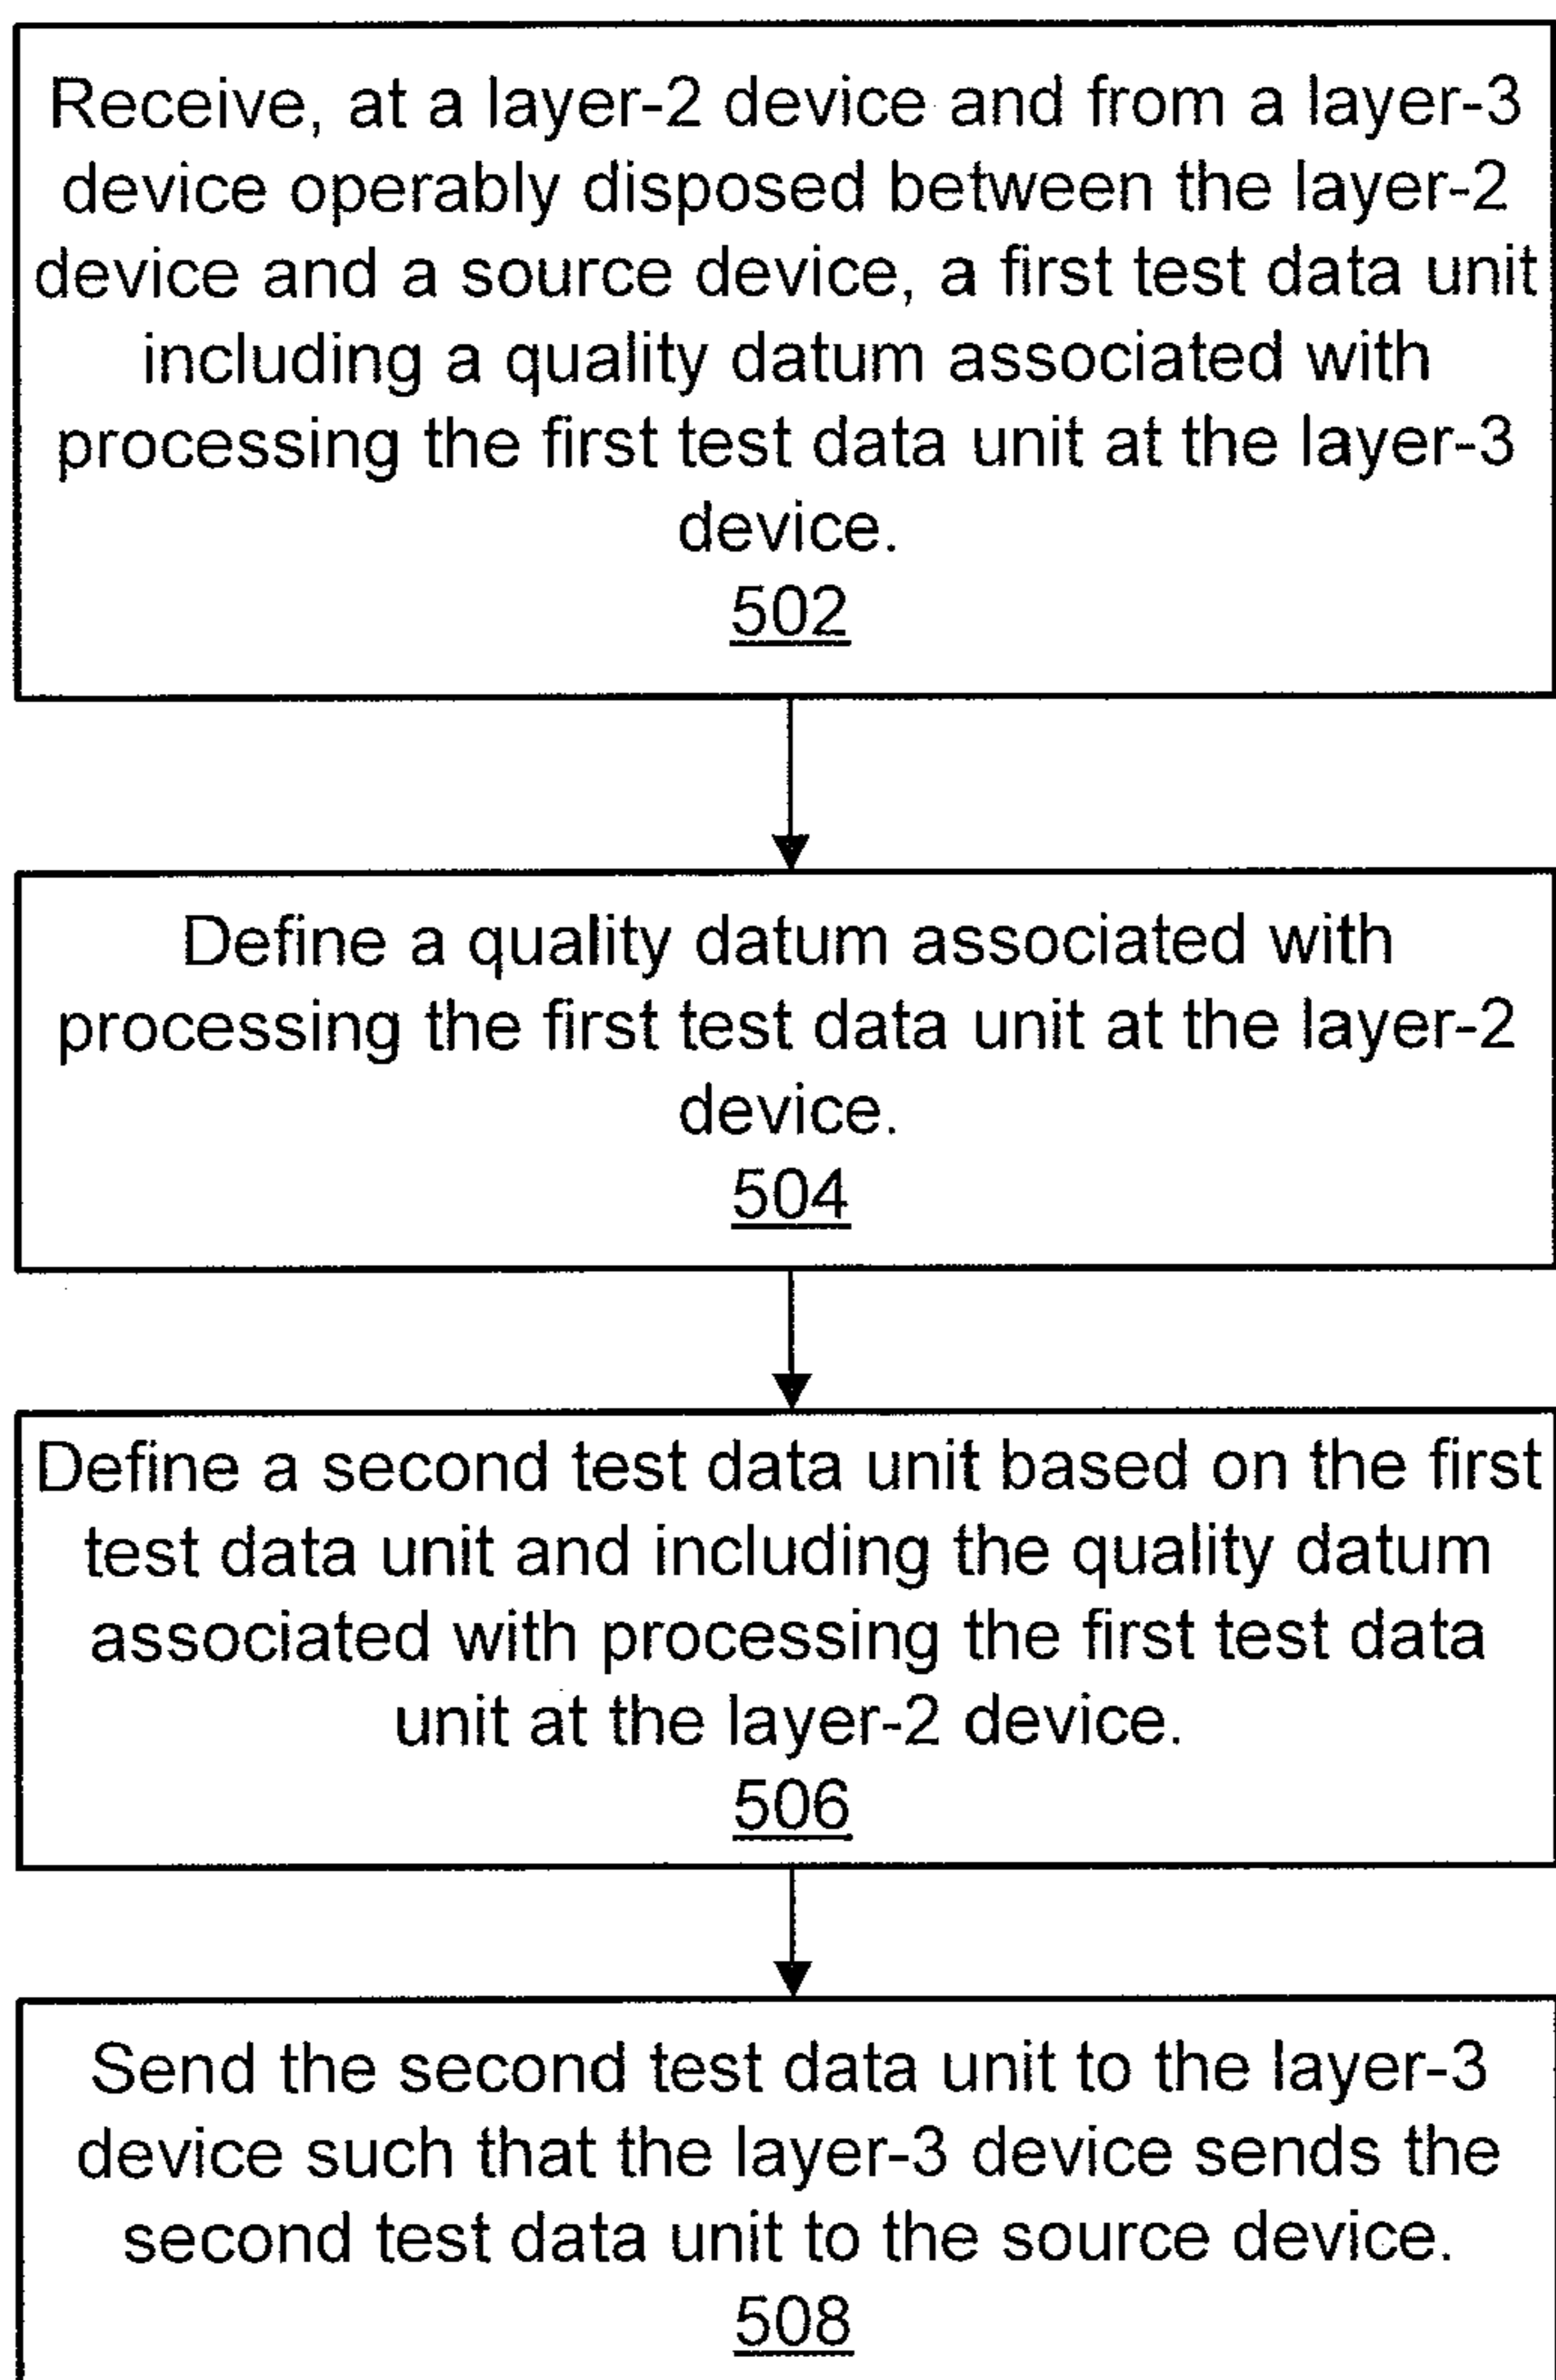 Receive, at a layer-2 device and from a layer-3
device operably disposed between the layer-2
device and a source device, a first test data unit
including a quality datum associated with
processing the first test data unit at the layer-3
device.
502
Define a quality datum associated with
processing the first test data unit at the layer-2
device.
504
Define a second test data unit based on the first
test data unit and including the quality datum
associated with processing the first test data
unit at the layer-2 device.
506
Send the second test data unit to the layer-3
device such that the layer-3 device sends the
second test data unit to the source device.
508